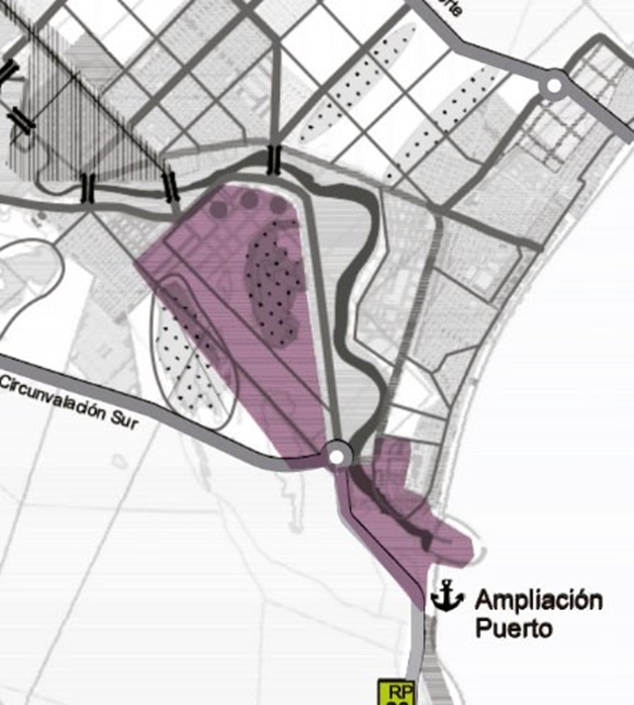 Circunvalación Sur
Ampliación
Puerto
RP